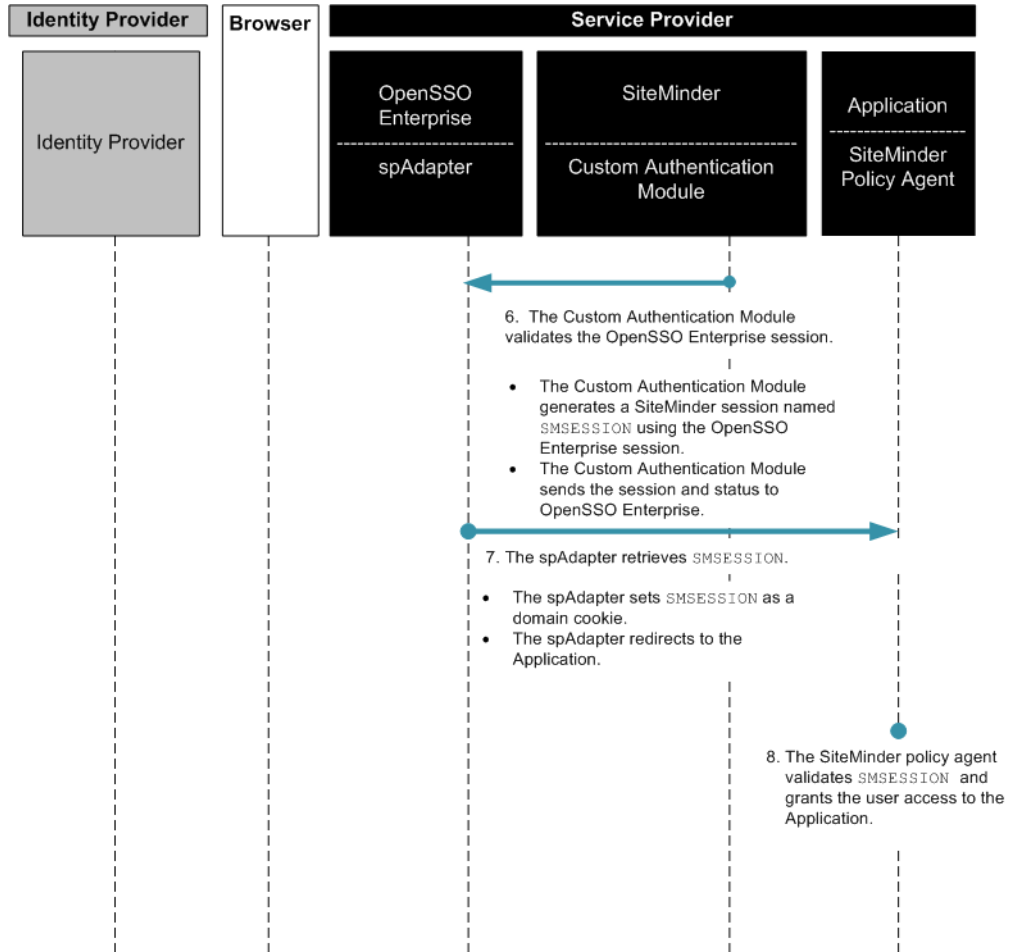 Identity Provider
Browser
Service Provider
Identity Provider
OpenSSO
Enterprise
spAdapter
SiteMinder
Custom Authentication
Module
Application
SiteMinder
Policy Agent
6. The Custom Authentication Module
validates the OpenSSO Enterprise session.
• The Custom Authentication Module
generates a SiteMinder session named
SMSESSION using the OpenSSO
Enterprise session.
• The Custom Authentication Module
sends the session and status to
OpenSSO Enterprise.
7. The spAdapter retrieves SMSESSION.
• The spAdapter sets SMSESSION as a
domain cookie.
• The spAdapter redirects to the
Application.
8. The SiteMinder policy agent
validates SMSESSION and
grants the user access to the
Application.